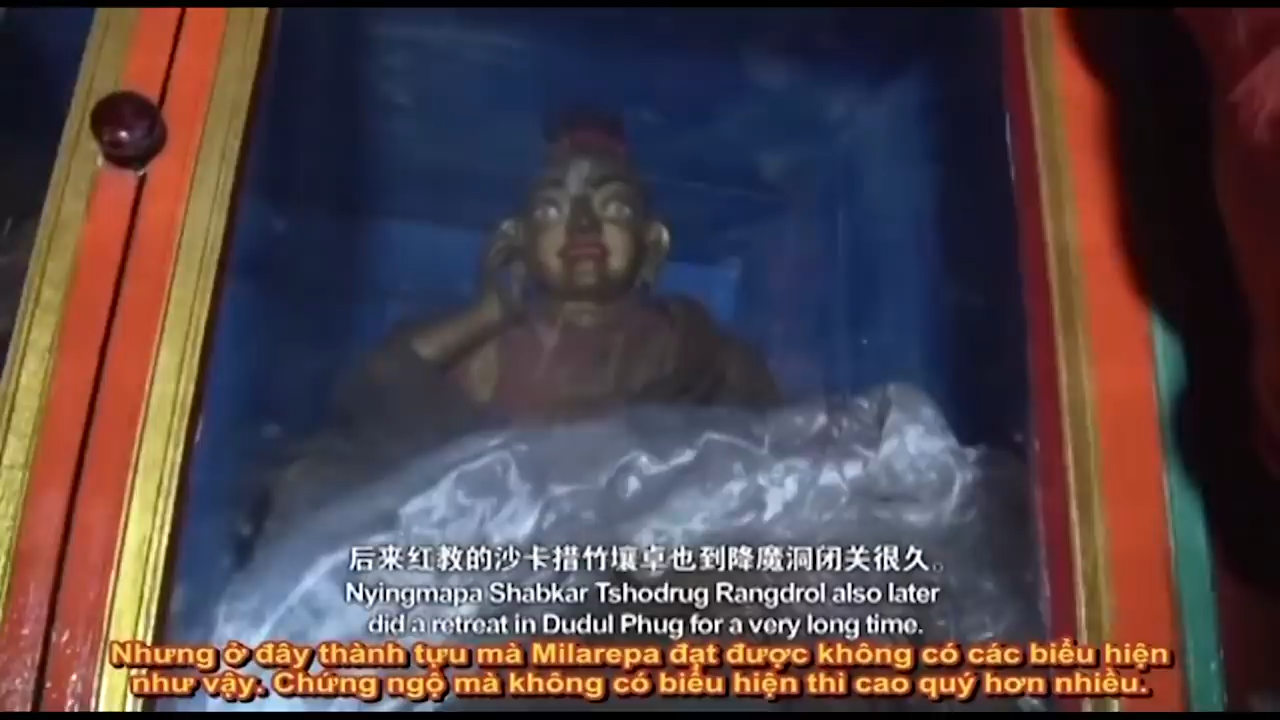 后来红教的沙卡措竹壤卓也到降魔洞闭关很久。
Nyingmapa Shabkar Tshodrug Rangdrol also later
did a retreat in Dudul Phug for a very long time.
Nhưng ở đây thành tựu mà Milarepa đạt được không có các biểu hiện
như vậy. Chứng ngộ mà không có biểu hiện thì cao quý hơn nhiều.